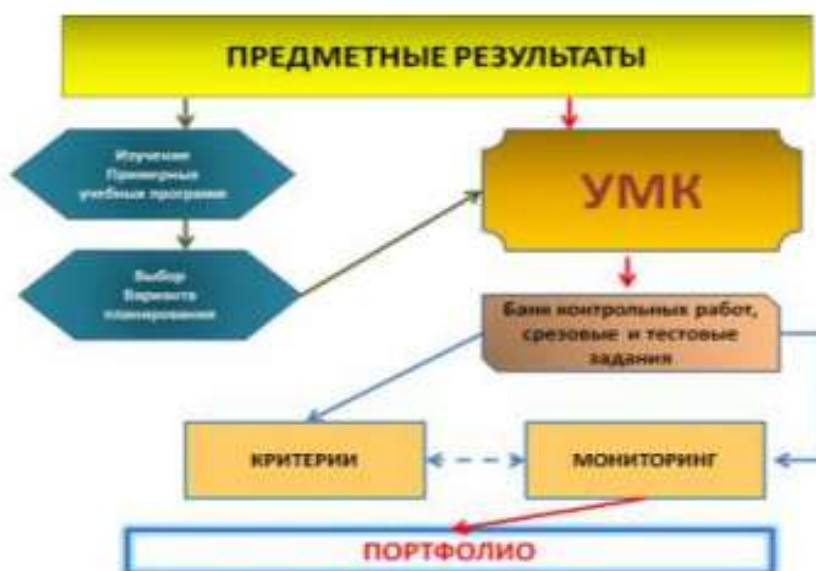 ПРЕДМЕТНЫЕ РЕЗУЛЬТАТЫ
Изучение
Примерных
учебных программ
УМК
Выбор
Варианта
планирования
Банк контрольных работ,
срезовые и тестовые
задания
КРИТЕРИИ
МОНИТОРИНГ
ПОРТФОЛИО